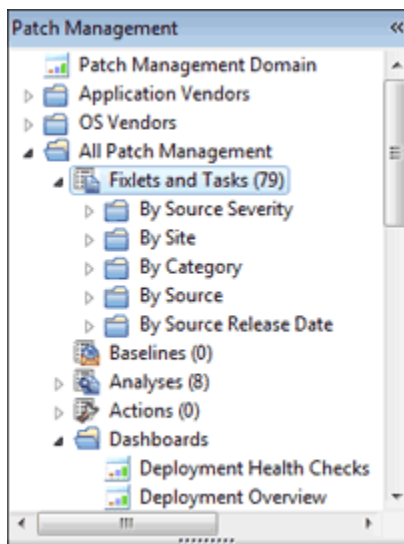 Patch Management
Patch Management Domain
Application Vendors
OS Vendors
All Patch Management
Fixlets and Tasks (79)
By Source Severity
By Site
By Category
By Source
By Source Release Date
Baselines (0)
Analyses (8)
Actions (0)
Dashboards
Deployment Health Checks
Deployment Overview